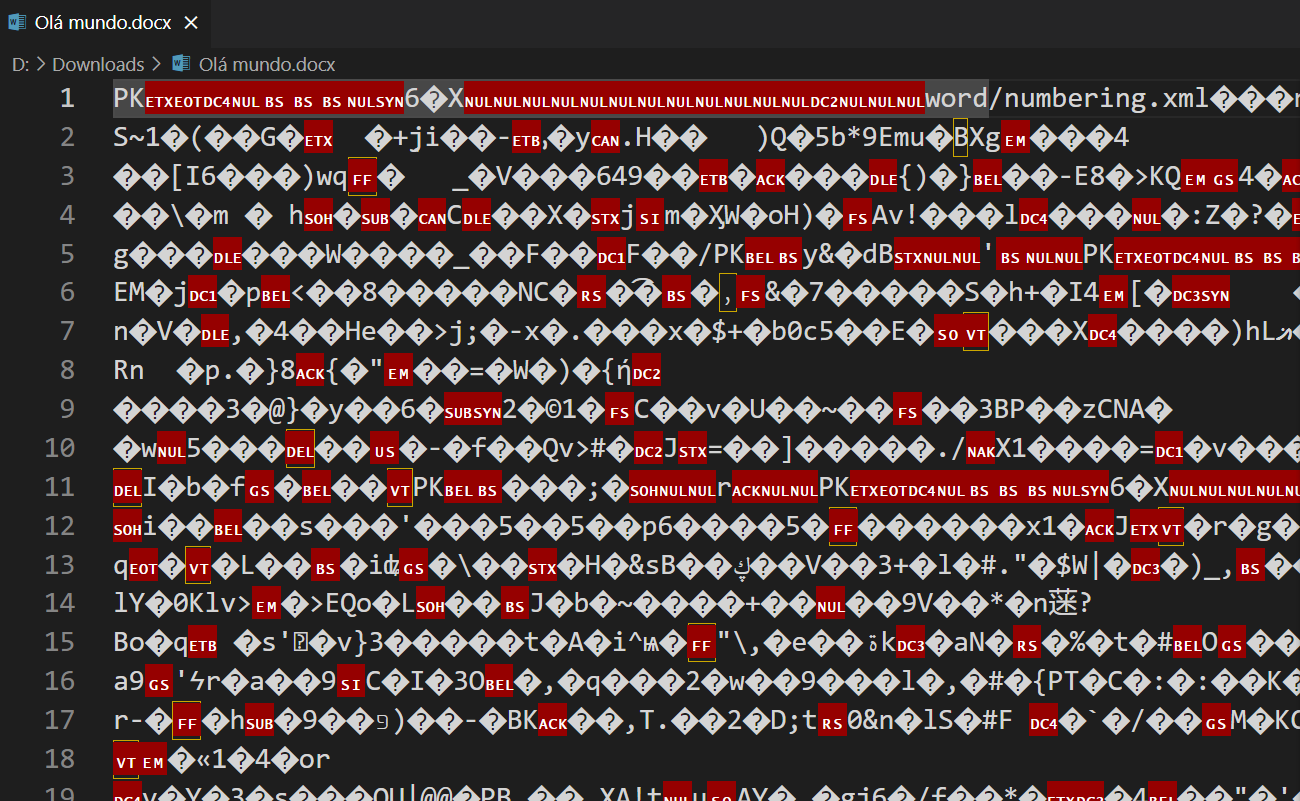 Olá mundo.docx
D: > Downloads > Olá mundo.docx
1 PKETXEOTDC4NULBSBSBSNULSYN6�XNULNULNULNULNULNULNULNULNULNULNULNULDC2NULNULNULword/numbering.xml���
2 S~1�(��G�ETX �+ji��-ETB,�yCAN.H�� )Q�5b*9Emu�BXgEM���4
3 ��[I6���)wqFF� _�V���649��ETB�ACK���DLE{)�}BEL��-E8�>KQEMGS4�
4 ��\�m � hSOH�SUB�CANCDLE��X�STXjSIm�ҲW�oH)�FSAv!���lDC4���NUL�:Z�?�
5 g���DLE���W����_��F��DC1F��/PKBELBSy&�dBSTXNULNUL'BSNULNULPKETXEOTDC4NULBSBS
6 EM�jDC1�pBEL<��8�����NC�RS��BS�,FS&�7�����S�h+�I4EM[�DC3SYN
7 n�V�DLE,�4��He��>j;�-x�.���x�$+�b0c5��E�SOVT���XDC4����)hL
8 Rn �p.�}8ACK{�"EM��=�W�)�{ήDC2
9 ����3�@}�y��6�SUBSYN2�©1�FSC��v�U��~��FS��3BP��zCNA�
10 �wNUL5���DEL��US�-�f��Qv>#�DC2JSTX=��]�����./NAKX1����=DC1�v���
11 DELI�b�fGS�BEL��VTPKBELBS���;�SOHNULNULrACKNULNULPKETXEOTDC4NULBSBSBSNULSYN6�XNULNULNULNUL
12 SOHi��BEL��s���'���5��5��p6����5�FF������x1�ACKJETXVT�r�g�
13 qEOT�VT�L��BS�iʥGS�\��STX�H�&sB��ڮ��V��3+�l�#."�$W|�DC3�)_,BS��
14 lY�0Klv>EM�>EQo�LSOH��BSJ�b�~����+��NUL��9V��*�n蒾?
15 Bo�qETB �s'�v}3�����t�A�i^ѩ�FF"\,�e��ۃkDC3�aN�RS�%�t�#BELOGS��
16 a9GS'ϟr�a��9SIC�I�3OBEL�,�q���2�w��9���l�,�#�{PT�C�:�:��K�
17 r-�FF�hSUB�9��פ)��-�BKACK��,T.��2�D;tRS0&n�lS�#F DC4�`�/��GSM�K
18 VTEM�«1�4�or
19